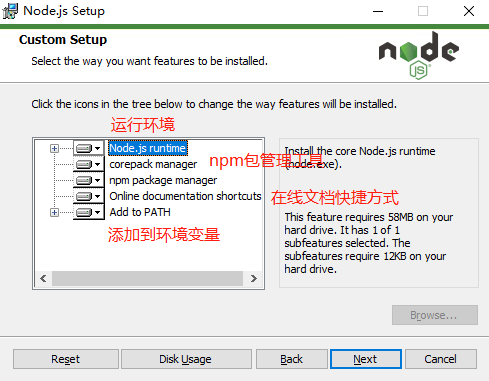 Node.js Setup
Custom Setup
Select the way you want features to be installed.
node
JS
Click the icons in the tree below to change the way features will be installed.
运行环境
Node.js runtime
corepack manager
npm包管理工具
npm package manager
Online documentation shortcuts
在线文档快捷方式
Add to PATH
添加到环境变量
Install the core Node.js runtime
(node.exe).
This feature requires 58MB on your
hard drive. It has 1 of 1
subfeatures selected. The
subfeatures require 12KB on your
hard drive.
Browse...
Reset
Disk Usage
Back
Next
Cancel